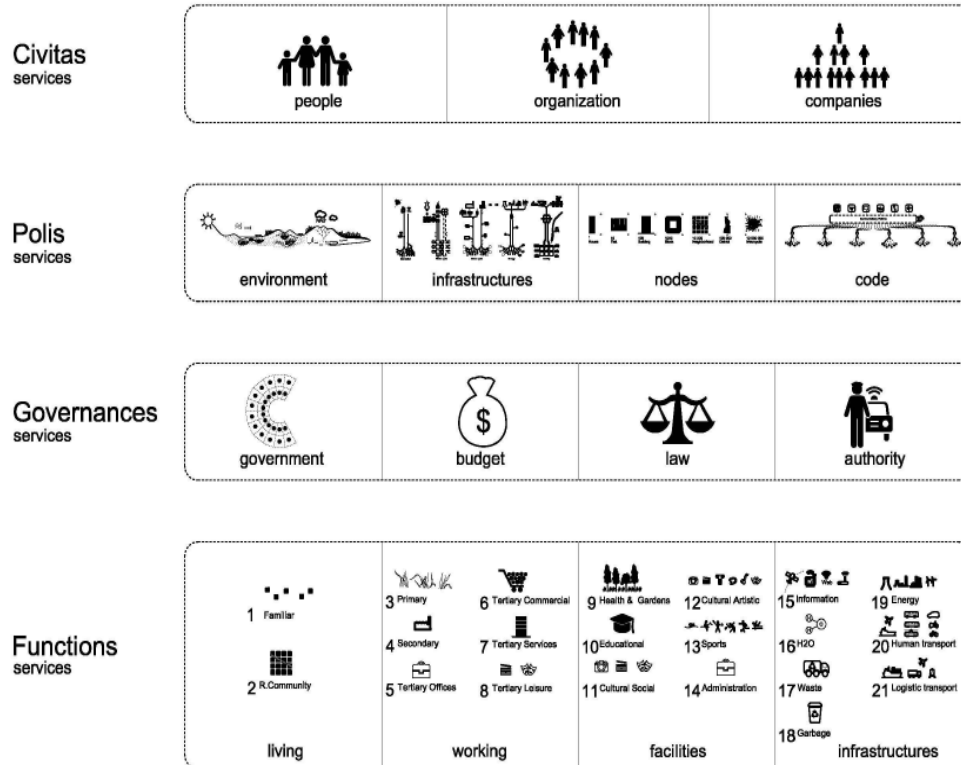 Civitas
services
people
organization
companies
Polis
services
environment
infrastructures
nodes
code
Governances
services
$
government
budget
law
authority
Functions
services
1 Familiar
2 R.Community
living
3 Primary
4 Secondary
5 Tertiary Offices
6 Tertiary Commercial
7 Tertiary Services
8 Tertiary Leisure
working
9 Health & Gardens
10 Educational
11 Cultural Social
12 Cultural Artistic
13 Sports
14 Administration
facilities
15 Information
16 H2O
17 Waste
18 Garbage
19 Energy
20 Human transport
21 Logistic transport
infrastructures